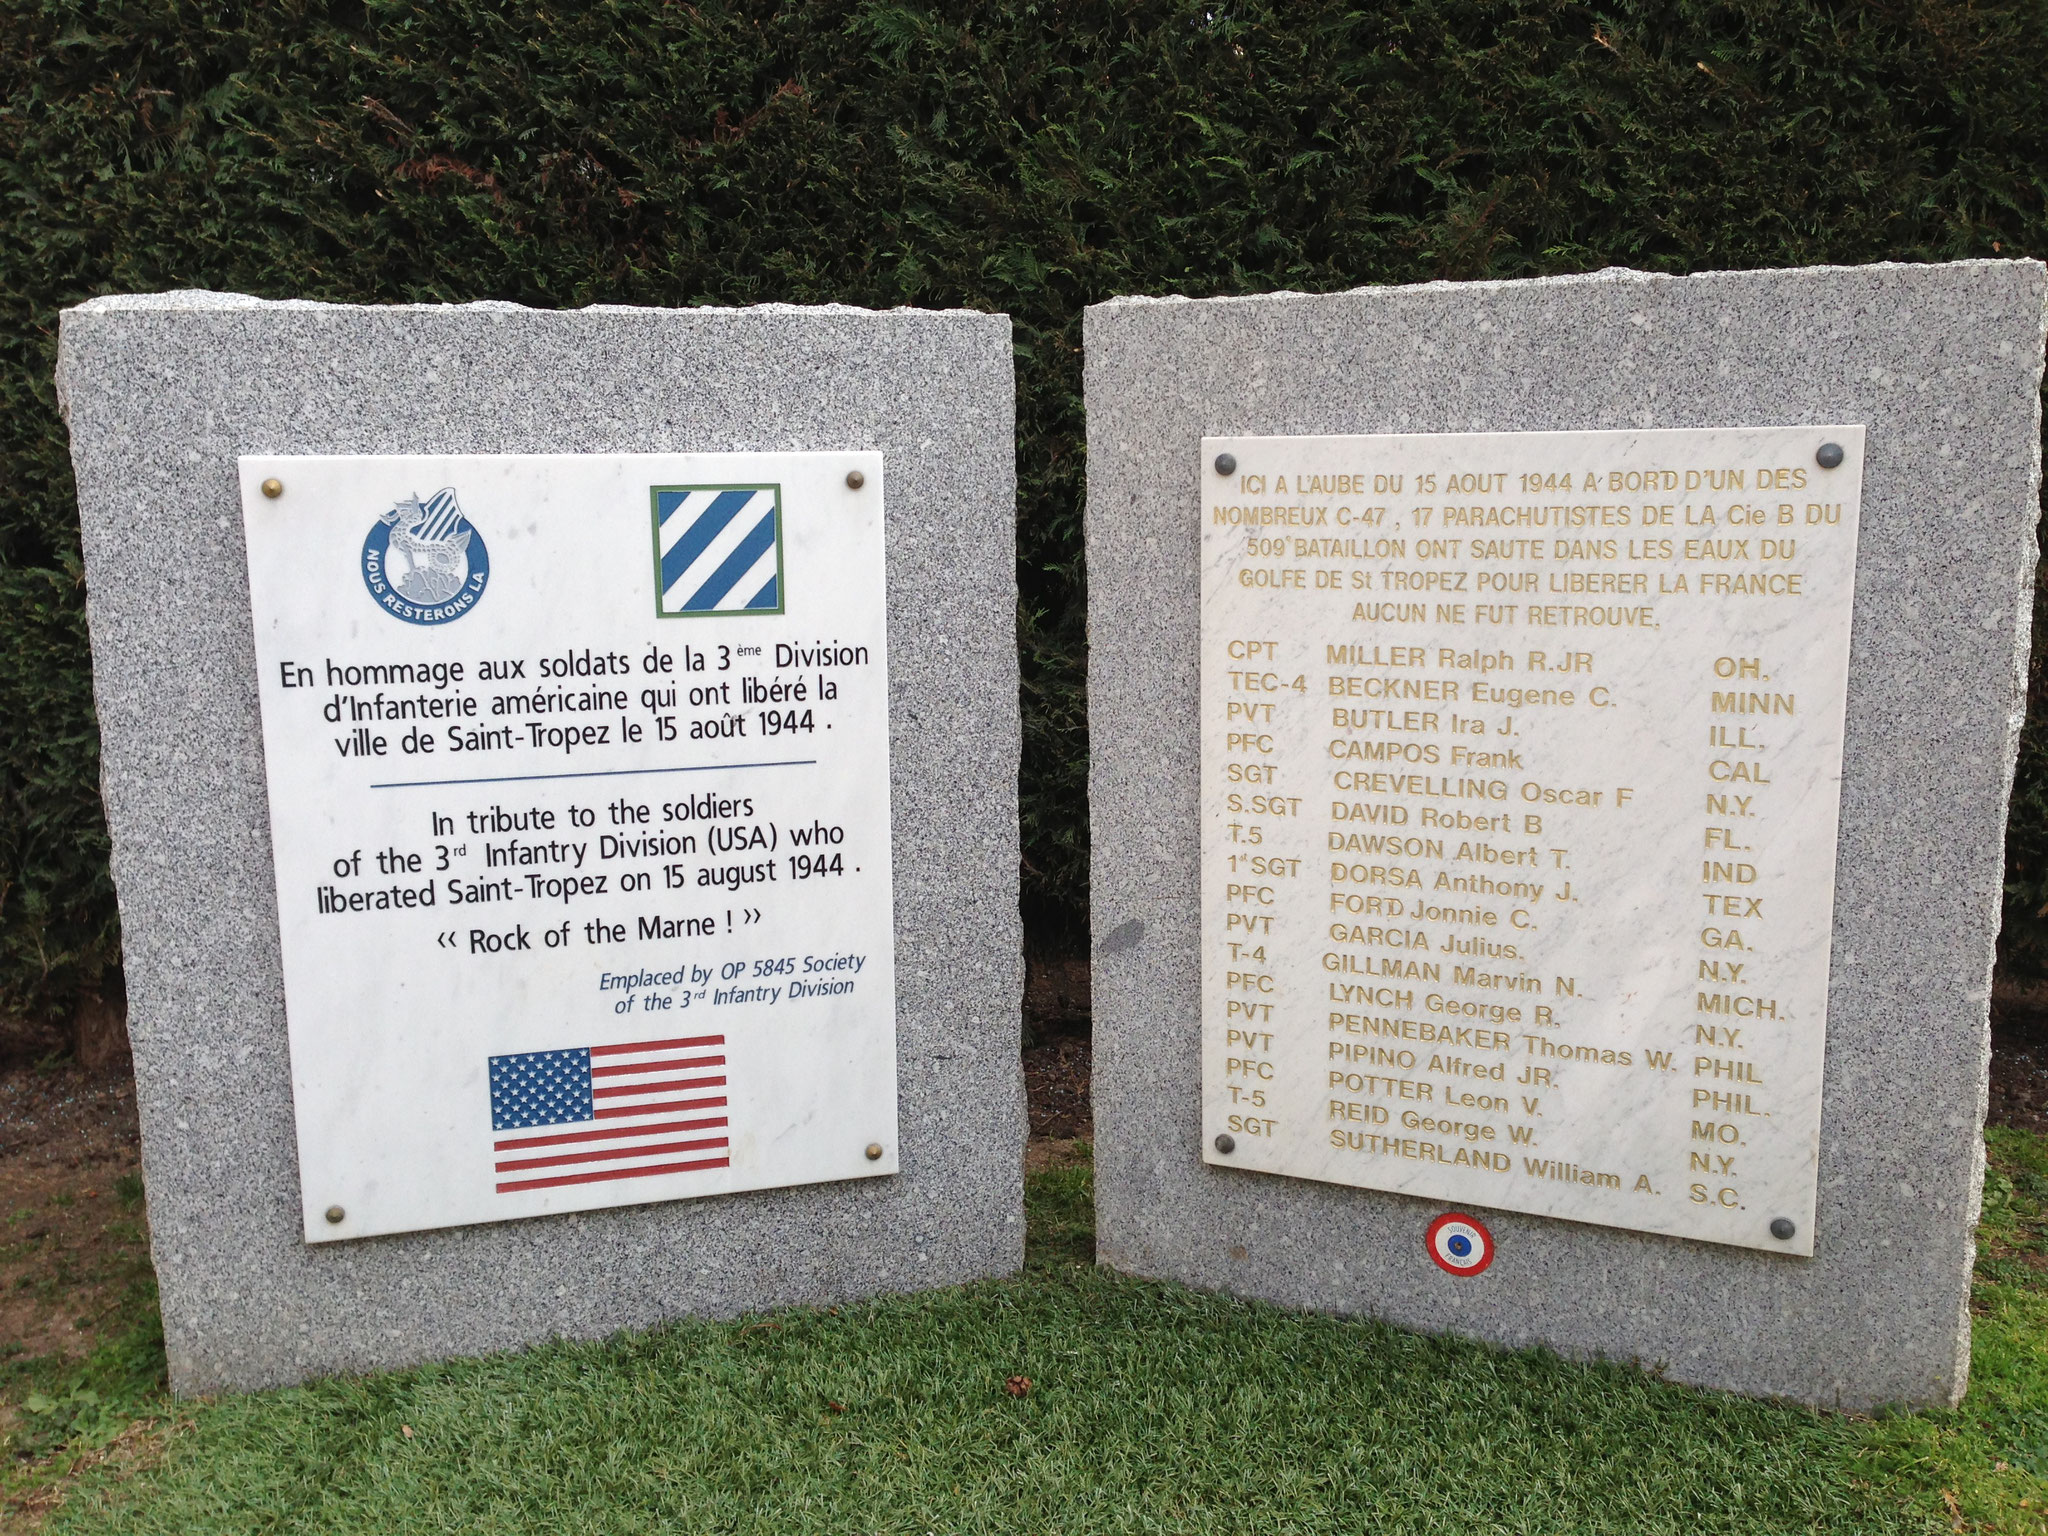 NOUS RESTERONS LA
En hommage aux soldats de la 3ème Division
d'Infanterie américaine qui ont libéré la
ville de Saint-Tropez le 15 août 1944 .
In tribute to the soldiers
of the 3rd Infantry Division (USA) who
liberated Saint-Tropez on 15 august 1944 .
‹‹ Rock of the Marne ! ››
Emplaced by OP 5845 Society
of the 3rd Infantry Division
ICI A L'AUBE DU 15 AOUT 1944 A' BORD D'UN DES
NOMBREUX C-47 , 17 PARACHUTISTES DE LA Cie B DU
509e BATAILLON ONT SAUTE DANS LES EAUX DU
GOLFE DE St TROPEZ POUR LIBERER LA FRANCE
AUCUN NE FUT RETROUVE.
CPT MILLER Ralph R.JR OH.
TEC-4 BECKNER Eugene C. MINN
PVT BUTLER Ira J. ILL.
PFC CAMPOS Frank CAL
SGT CREVELLING Oscar F N.Y.
S.SGT DAVID Robert B FL.
T.5 DAWSON Albert T. IND
1st SGT DORSA Anthony J. TEX
PFC FORD Jonnie C. GA.
PVT GARCIA Julius. N.Y.
T-4 GILLMAN Marvin N. MICH.
PFC LYNCH George R. N.Y.
PVT PENNEBAKER Thomas W. PHIL
PVT PIPINO Alfred JR. PHIL.
PFC POTTER Leon V. MO.
T-5 REID George W. N.Y.
SGT SUTHERLAND William A. S.C.
SOUVENIR
FRANÇAIS